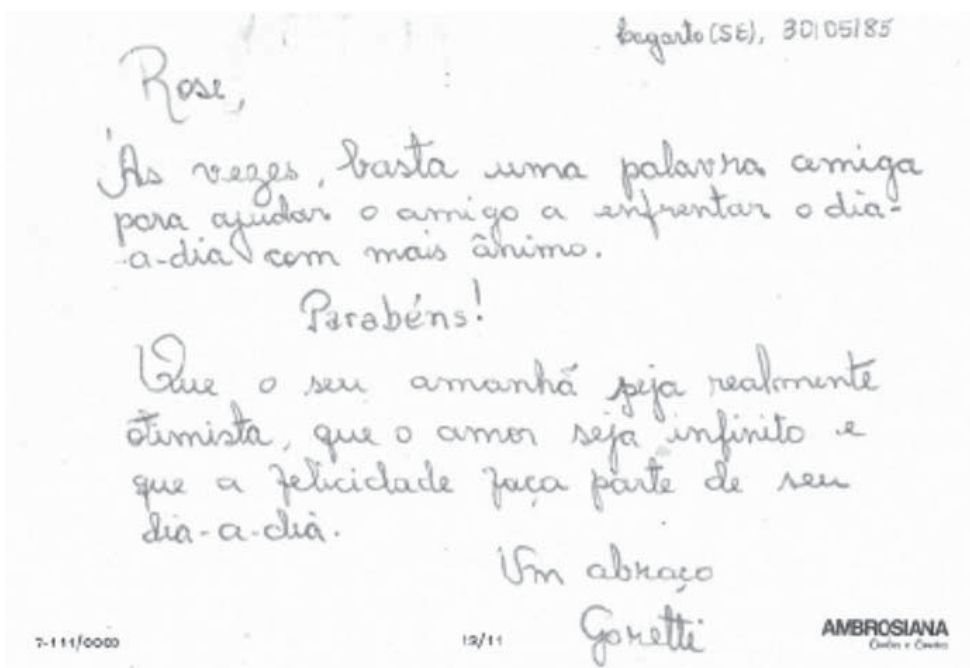 Lagarto (SE), 30/05/85
Rose,
Às vezes, basta uma palavra amiga
para ajudar o amigo a enfrentar o dia-
a-dia com mais ânimo.
Parabéns!
Que o seu amanhã seja realmente
otimista, que o amor seja infinito e
que a felicidade faça parte de seu
dia-a-dia.
Um abraço
Goretti
7-111/0000
12/11
AMBROSIANA